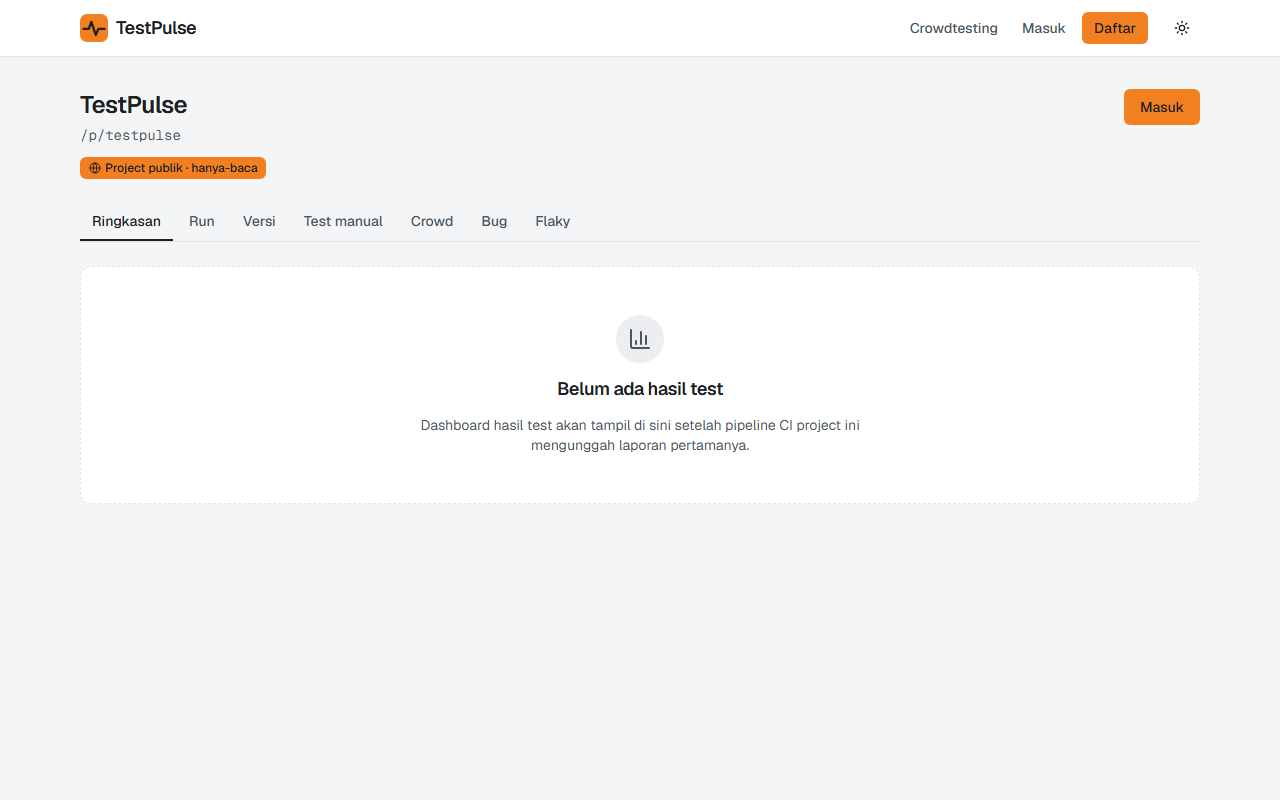 TestPulse
Crowdtesting
Masuk
Daftar
TestPulse
Masuk
/p/testpulse
Project publik · hanya-baca
Ringkasan
Run
Versi
Test manual
Crowd
Bug
Flaky
Belum ada hasil test
Dashboard hasil test akan tampil di sini setelah pipeline CI project ini
mengunggah laporan pertamanya.